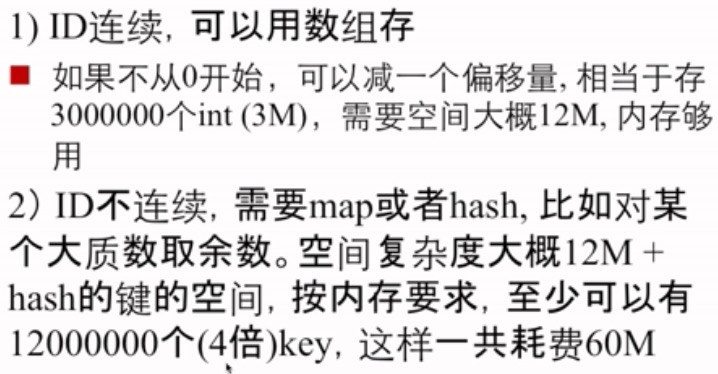 1) ID连续, 可以用数组存
■ 如果不从0开始，可以减一个偏移量, 相当于存
3000000个int (3M)，需要空间大概12M, 内存够
用
2）ID不连续, 需要map或者hash, 比如对某
个大质数取余数。空间复杂度大概12M +
hash的键的空间, 按内存要求, 至少可以有
12000000个(4倍)key, 这样一共耗费60M